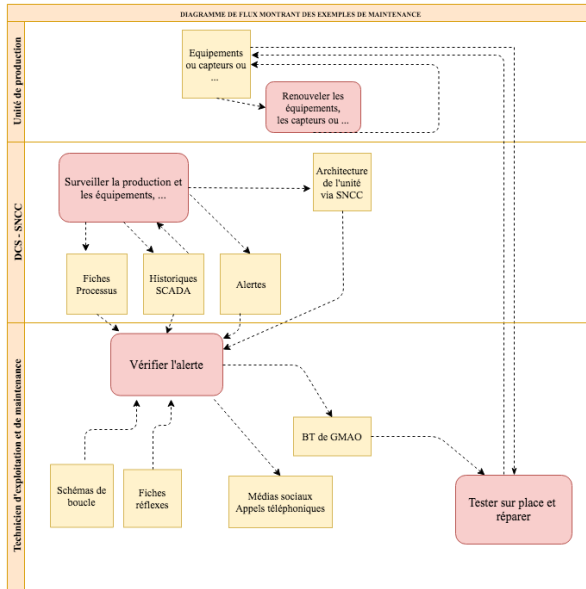 DIAGRAMME DE FLUX MONTRANT DES EXEMPLES DE MAINTENANCE
Unité de production
Equipements
ou capteurs ou
...
Renouveler les
équipements,
les capteurs ou ...
DCS - SNCC
Surveiller la production et
les équipements, ...
Architecture
de l'unité
via SNCC
Fiches
Processus
Historiques
SCADA
Alertes
Technicien d'exploitation et de maintenance
Vérifier l'alerte
BT de GMAO
Schémas de
boucle
Fiches
réflexes
Médias sociaux
Appels téléphoniques
Tester sur place et
réparer